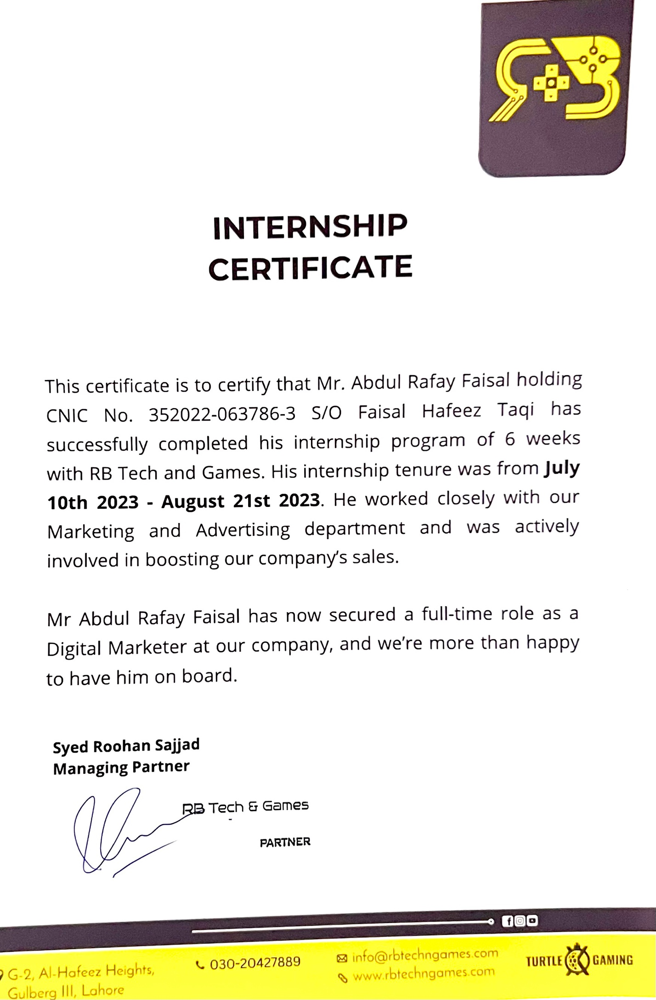 RB
INTERNSHIP
CERTIFICATE
This certificate is to certify that Mr. Abdul Rafay Faisal holding
CNIC No. 352022-063786-3 S/O Faisal Hafeez Taqi has
successfully completed his internship program of 6 weeks
with RB Tech and Games. His internship tenure was from July
10th 2023 - August 21st 2023. He worked closely with our
Marketing and Advertising department and was actively
involved in boosting our company's sales.
Mr Abdul Rafay Faisal has now secured a full-time role as a
Digital Marketer at our company, and we're more than happy
to have him on board.
Syed Roohan Sajjad
Managing Partner
RB Tech & Games
PARTNER
G-2, Al-Hafeez Heights,
Gulberg III, Lahore
030-20427889
info@rbtechngames.com
www.rbtechngames.com
TURTLE GAMING